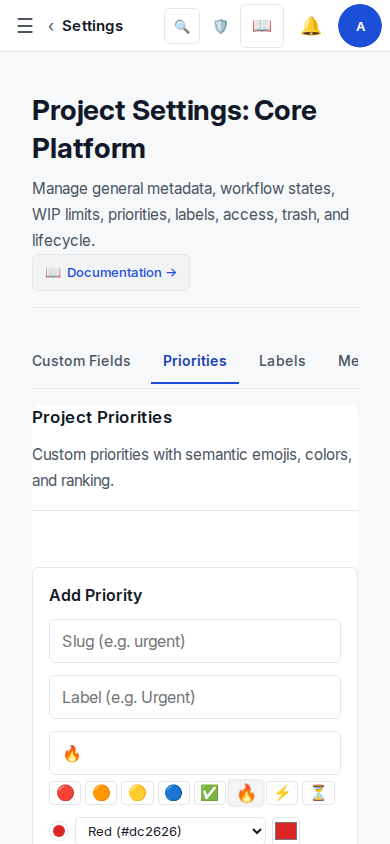 ‹ Settings
A
Project Settings: Core
Platform
Manage general metadata, workflow states,
WIP limits, priorities, labels, access, trash, and
lifecycle.
Documentation →
Custom Fields Priorities Labels Me
Project Priorities
Custom priorities with semantic emojis, colors,
and ranking.
Add Priority
Slug (e.g. urgent)
Label (e.g. Urgent)
Red (#dc2626)